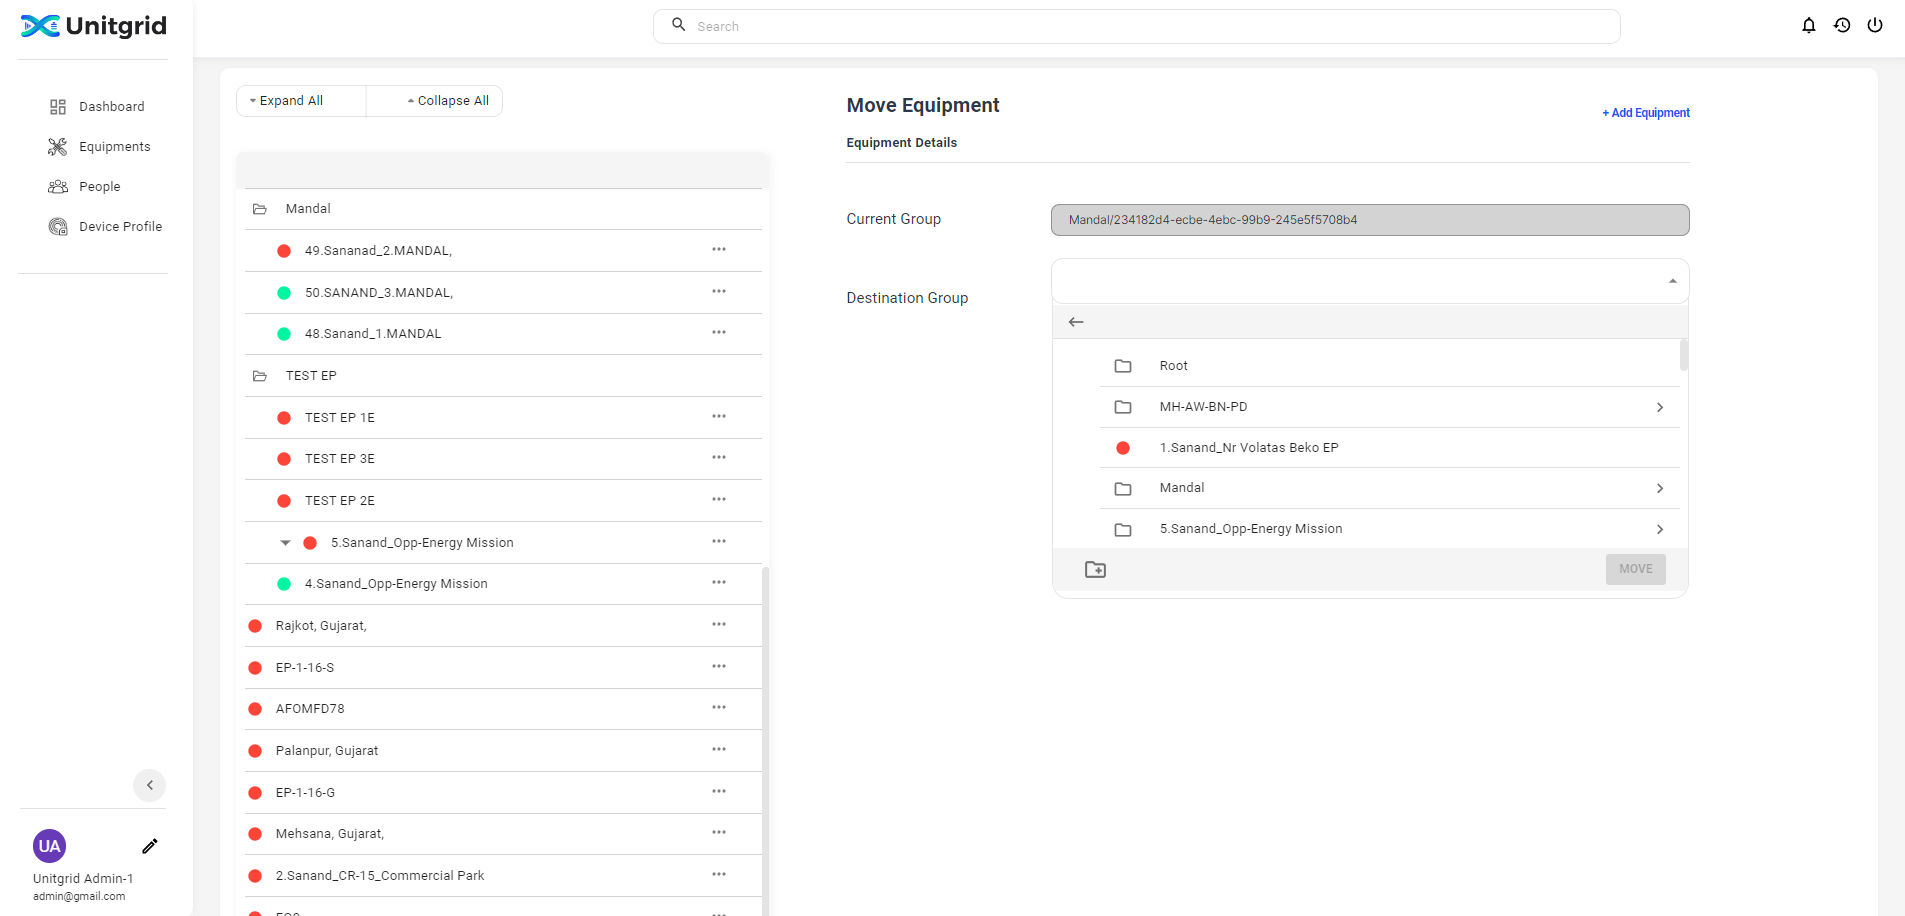 Unitgrid
Search
Dashboard
Equipments
People
Device Profile
Expand All
Collapse All
Mandal
49.Sananad_2.MANDAL,
50.SANAND_3.MANDAL,
48.Sanand_1.MANDAL
TEST EP
TEST EP 1E
TEST EP 3E
TEST EP 2E
5.Sanand_Opp-Energy Mission
4.Sanand_Opp-Energy Mission
Rajkot, Gujarat,
EP-1-16-S
AFOMFD78
Palanpur, Gujarat
EP-1-16-G
Mehsana, Gujarat,
2.Sanand_CR-15_Commercial Park
Move Equipment
+ Add Equipment
Equipment Details
Current Group
Mandal/234182d4-ecbe-4ebc-99b9-245e5f5708b4
Destination Group
Root
MH-AW-BN-PD
1.Sanand_Nr Volatas Beko EP
Mandal
5.Sanand_Opp-Energy Mission
MOVE
UA
Unitgrid Admin-1
admin@gmail.com